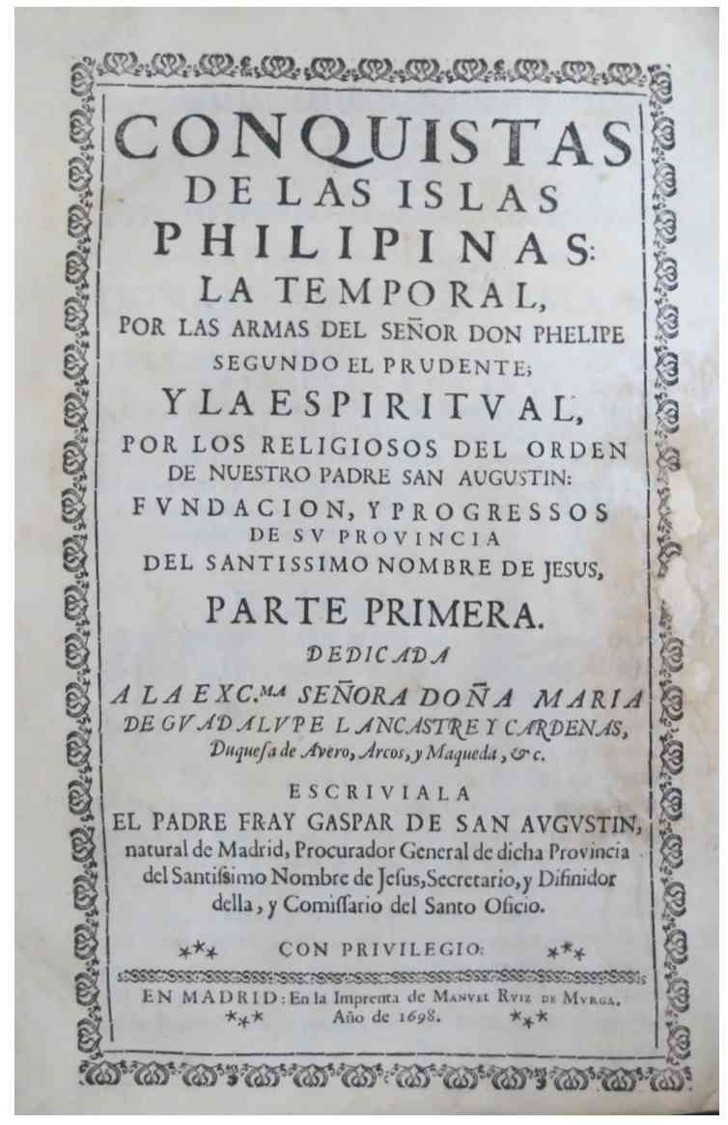 CONQUISTAS
DE LAS ISLAS
PHILIPINAS:
LA TEMPORAL,
POR LAS ARMAS DEL SEÑOR DON PHELIPE
SEGUNDO EL PRUDENTE;
Y LA ESPIRITVAL,
POR LOS RELIGIOSOS DEL ORDEN
DE NUESTRO PADRE SAN AUGUSTIN:
FVNDACION, Y PROGRESSOS
DE SV PROVINCIA
DEL SANTISSIMO NOMBRE DE JESUS,
PARTE PRIMERA.
DEDICADA
A LA EXC.MA SEÑORA DOÑA MARIA
DE GVADALVPE LANCASTRE Y CARDENAS,
Duqueſa de Avero, Arcos, y Maqueda, &c.
ESCRIVIALA
EL PADRE FRAY GASPAR DE SAN AVGVSTIN,
natural de Madrid, Procurador General de dicha Provincia
del Santiſsimo Nombre de Jeſus, Secretario, y Difinidor
della, y Comiſſario del Santo Oficio.
*** CON PRIVILEGIO: ***
EN MADRID: En la Imprenta de MANVEL RVIZ DE MVRGA.
*** Año de 1698. ***